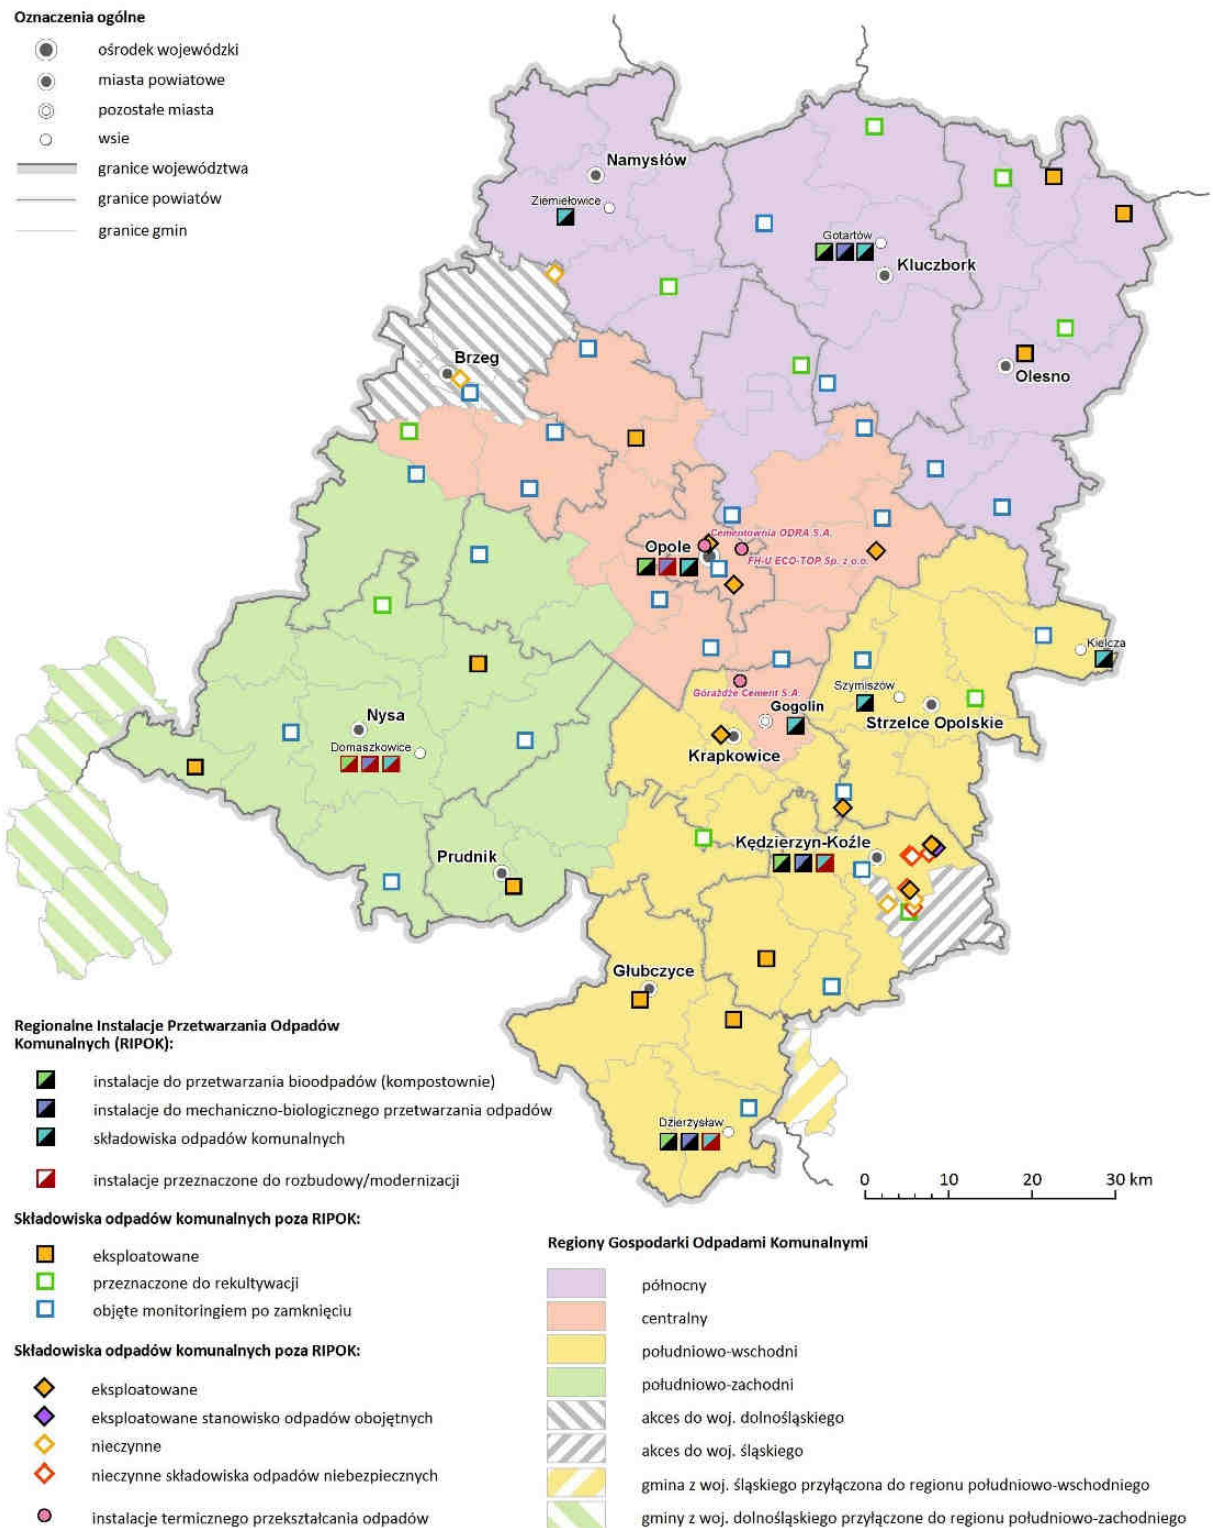 Oznaczenia ogólne
ośrodek wojewódzki
miasta powiatowe
pozostałe miasta
wsie
granice województwa
granice powiatów
granice gmin
Namysłów
Ziemiełowice
Gotartów
Kluczbork
Brzeg
Olesno
Cementownia ODRA S.A.
Opole
FH-U ECO-TOP Sp. z o.o.
Kielcza
Szymiszów
Górażdże Cement S.A.
Gogolin
Strzelce Opolskie
Nysa
Domaszkowice
Krapkowice
Kędzierzyn-Koźle
Prudnik
Głubczyce
Dzierżysław
Regionalne Instalacje Przetwarzania Odpadów
Komunalnych (RIPOK):
instalacje do przetwarzania bioodpadów (kompostownie)
instalacje do mechaniczno-biologicznego przetwarzania odpadów
składowiska odpadów komunalnych
instalacje przeznaczone do rozbudowy/modernizacji
0 10 20 30 km
Składowiska odpadów komunalnych poza RIPOK:
eksploatowane
przeznaczone do rekultywacji
objęte monitoringiem po zamknięciu
Składowiska odpadów komunalnych poza RIPOK:
eksploatowane
eksploatowane stanowisko odpadów obojętnych
nieczynne
nieczynne składowiska odpadów niebezpiecznych
instalacje termicznego przekształcania odpadów
Regiony Gospodarki Odpadami Komunalnymi
północny
centralny
południowo-wschodni
południowo-zachodni
akces do woj. dolnośląskiego
akces do woj. śląskiego
gmina z woj. śląskiego przyłączona do regionu południowo-wschodniego
gminy z woj. dolnośląskiego przyłączone do regionu południowo-zachodniego